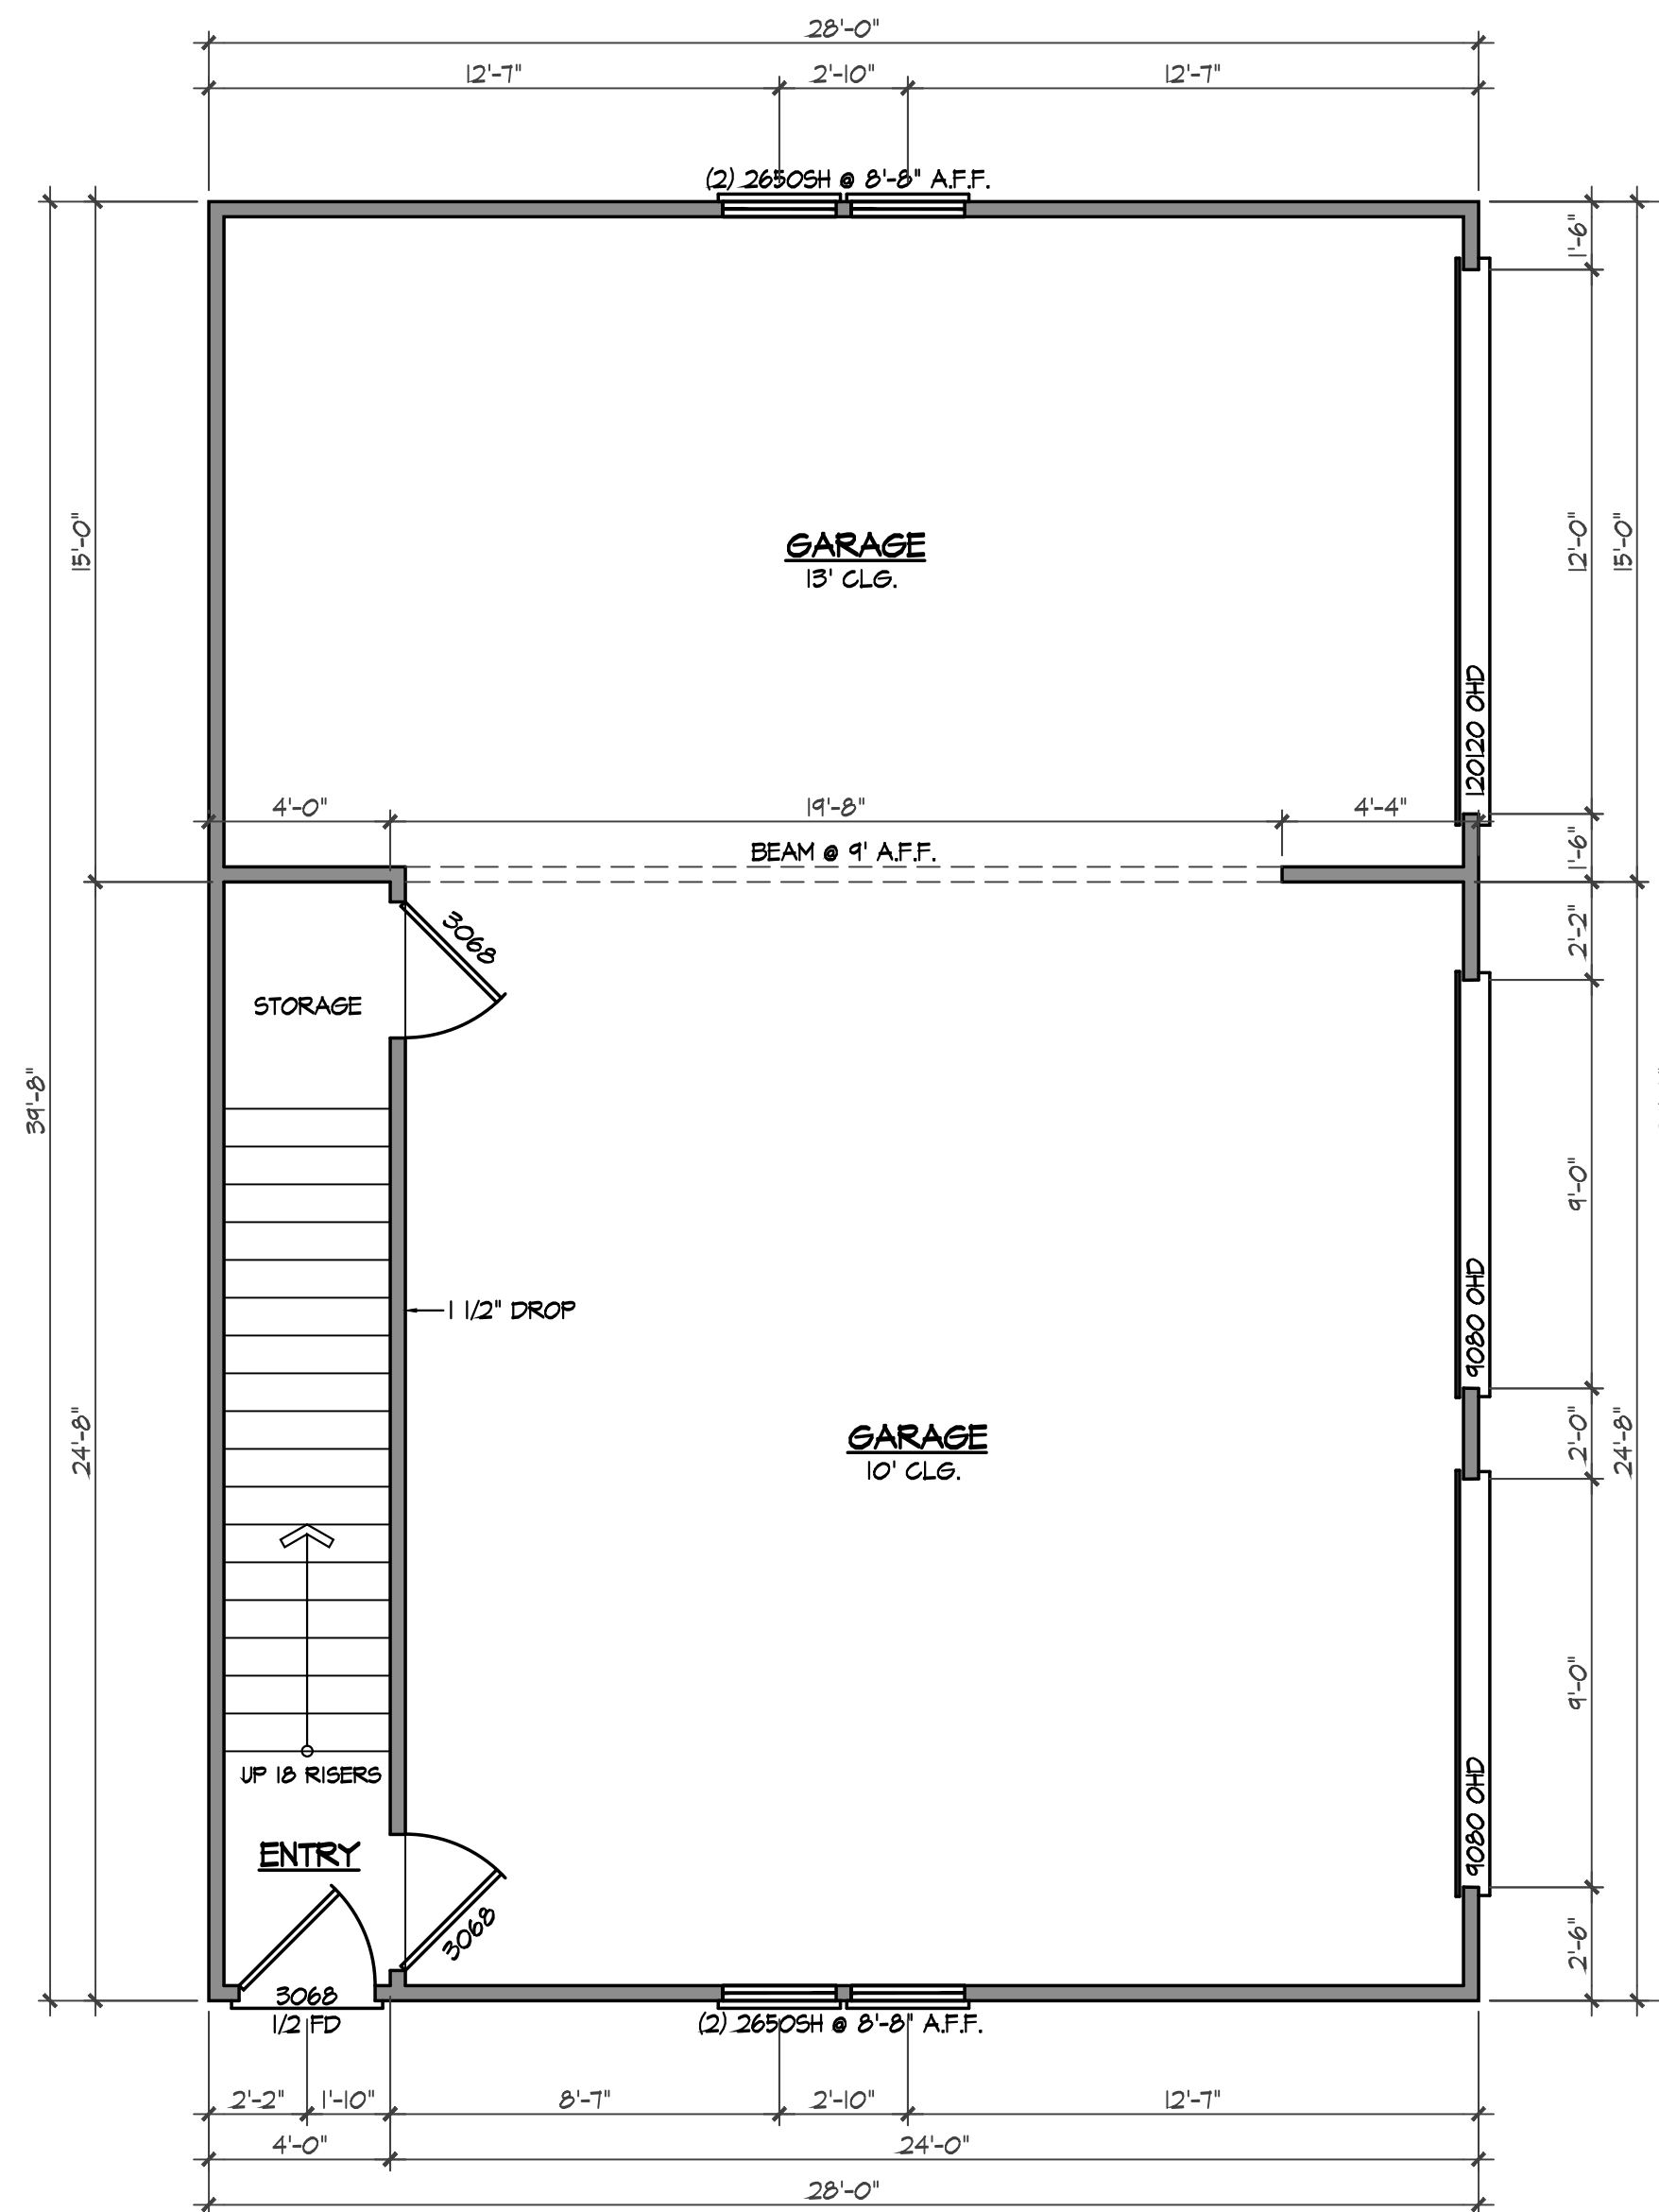 28'-0"
12'-7" 2'-10" 12'-7"
(2) 2650SH @ 8'-8" A.F.F.
1'-6"
GARAGE
13' CLG.
15'-0"
12'-0"
15'-0"
120120 OHD
4'-0" 19'-8" 4'-4"
BEAM @ 9' A.F.F.
1'-6"
3068
2'-2"
STORAGE
39'-8"
9'-0"
9080 OHD
1 1/2" DROP
24'-8"
GARAGE
10' CLG.
2'-0"
24'-8"
9'-0"
UP 18 RISERS
9080 OHD
ENTRY
3068
2'-6"
3068
1/2 FD
(2) 2650SH @ 8'-8" A.F.F.
2'-2" 1'-10" 8'-7" 2'-10" 12'-7"
4'-0" 24'-0"
28'-0"